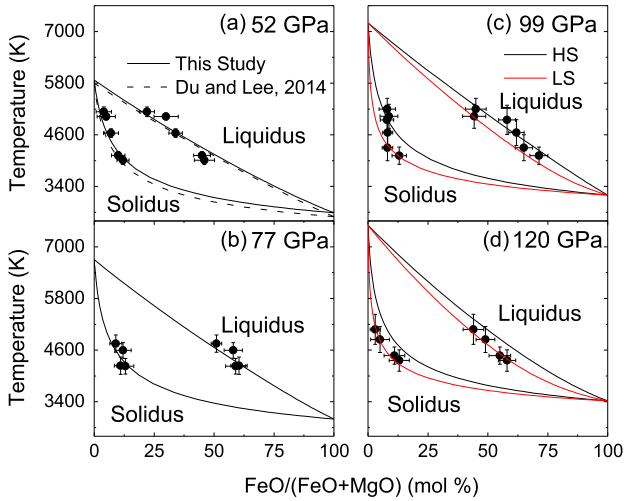 (a) 52 GPa
This Study
Du and Lee, 2014
Liquidus
Solidus
7000
5800
4600
3400
Temperature (K)
(c) 99 GPa
HS
LS
Liquidus
Solidus
(b) 77 GPa
Liquidus
Solidus
7000
5800
4600
3400
Temperature (K)
0 25 50 75 100
(d) 120 GPa
Liquidus
Solidus
0 25 50 75 100
FeO/(FeO+MgO) (mol %)